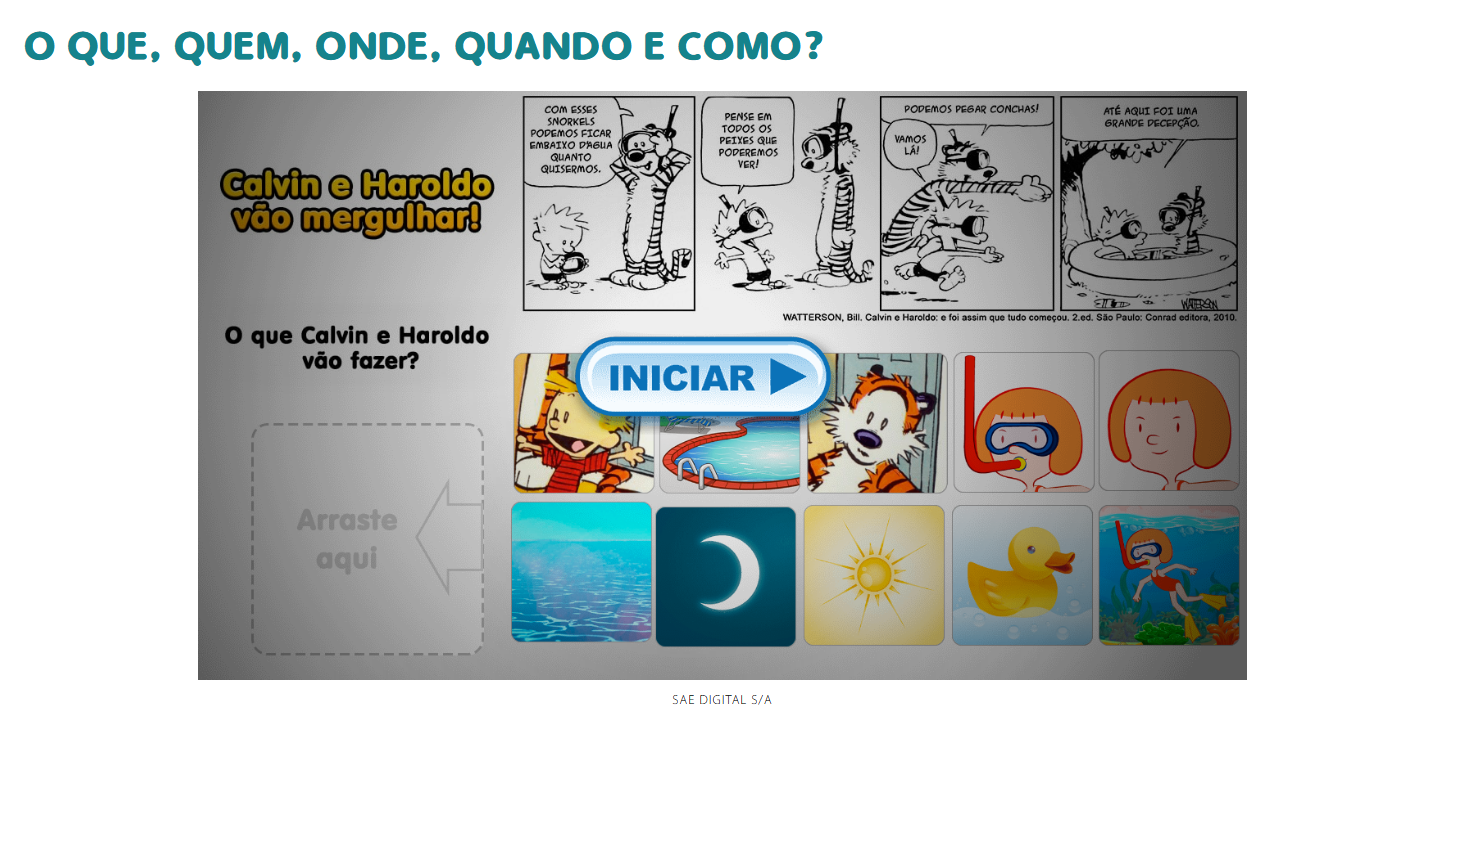 O QUE, QUEM, ONDE, QUANDO E COMO?
Calvin e Haroldo
vão mergulhar!
COM ESSES
SNORKELS
PODEMOS FICAR
EMBAIXO D'ÁGUA
QUANTO
QUISERMOS.
PENSE EM
TODOS OS
PEIXES QUE
PODEREMOS
VER!
PODEMOS PEGAR CONCHAS!
VAMOS
LÁ!
ATÉ AQUI FOI UMA
GRANDE DECEPÇÃO.
WATTERSON
WATTERSON, Bill. Calvin e Haroldo: e foi assim que tudo começou. 2.ed. São Paulo: Conrad editora, 2010.
O que Calvin e Haroldo
vão fazer?
INICIAR
Arraste
aqui
SAE DIGITAL S/A